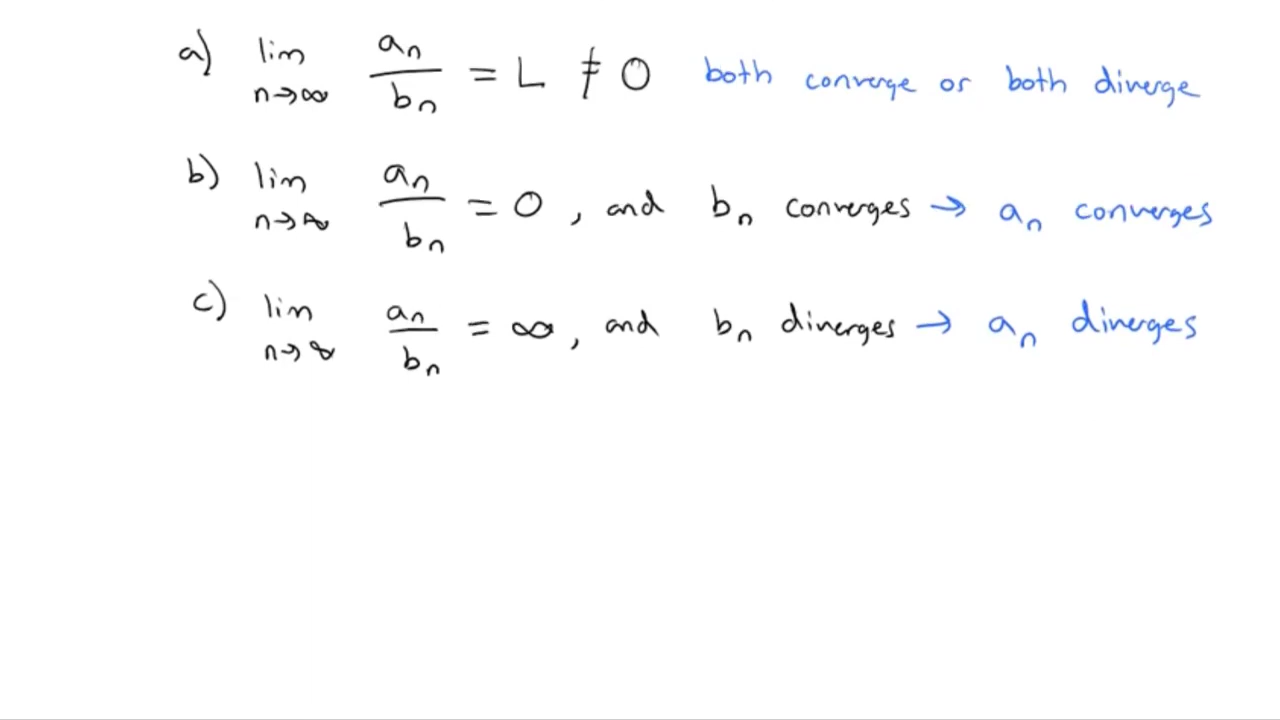 a) lim n→∞ aₙ/bₙ = L ≠ 0 both converge or both diverge
b) lim n→∞ aₙ/bₙ = 0, and bₙ converges → aₙ converges
c) lim n→∞ aₙ/bₙ = ∞, and bₙ diverges → aₙ diverges